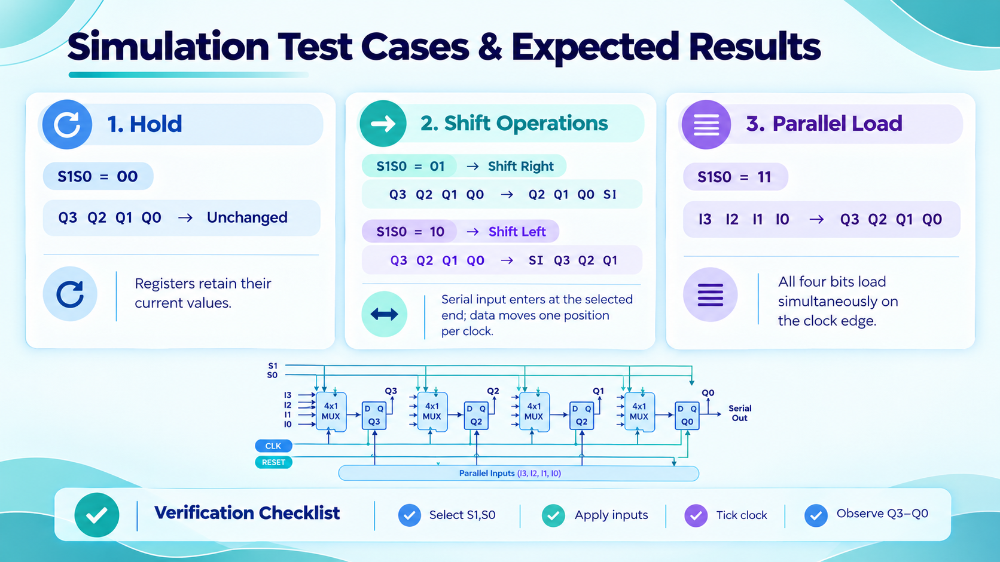 Simulation Test Cases & Expected Results
1. Hold
S1S0 = 00
Q3 Q2 Q1 Q0 → Unchanged
Registers retain their
current values.
2. Shift Operations
S1S0 = 01 → Shift Right
Q3 Q2 Q1 Q0 → Q2 Q1 Q0 SI
S1S0 = 10 → Shift Left
Q3 Q2 Q1 Q0 → SI Q3 Q2 Q1
Serial input enters at the selected
end; data moves one position
per clock.
3. Parallel Load
S1S0 = 11
I3 I2 I1 I0 → Q3 Q2 Q1 Q0
All four bits load
simultaneously on
the clock edge.
S1
S0
I3
I2
I1
I0
4x1
MUX
D Q
Q3
Q3
4x1
MUX
D Q
Q2
Q2
4x1
MUX
D Q
Q2
Q1
4x1
MUX
D Q
Q0
Q0
Serial
Out
CLK
RESET
Parallel Inputs (I3, I2, I1, I0)
Verification Checklist
Select S1,S0
Apply inputs
Tick clock
Observe Q3–Q0